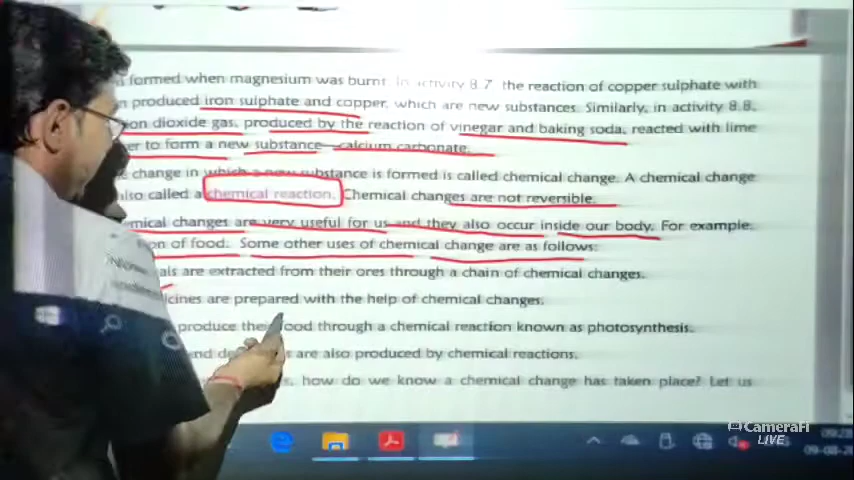 formed when magnesium was burnt. In activity 8.7, the reaction of copper sulphate with
produced iron sulphate and copper, which are new substances. Similarly, in activity 8.8,
dioxide gas, produced by the reaction of vinegar and baking soda, reacted with lime
to form a new substance—calcium carbonate.
change in which a new substance is formed is called chemical change. A chemical change
also called a chemical reaction. Chemical changes are not reversible.
changes are very useful for us and they also occur inside our body. For example,
of food. Some other uses of chemical change are as follows:
are extracted from their ores through a chain of chemical changes.
are prepared with the help of chemical changes.
produce their food through a chemical reaction known as photosynthesis.
and are also produced by chemical reactions.
how do we know a chemical change has taken place? Let us
CameraFi
LIVE